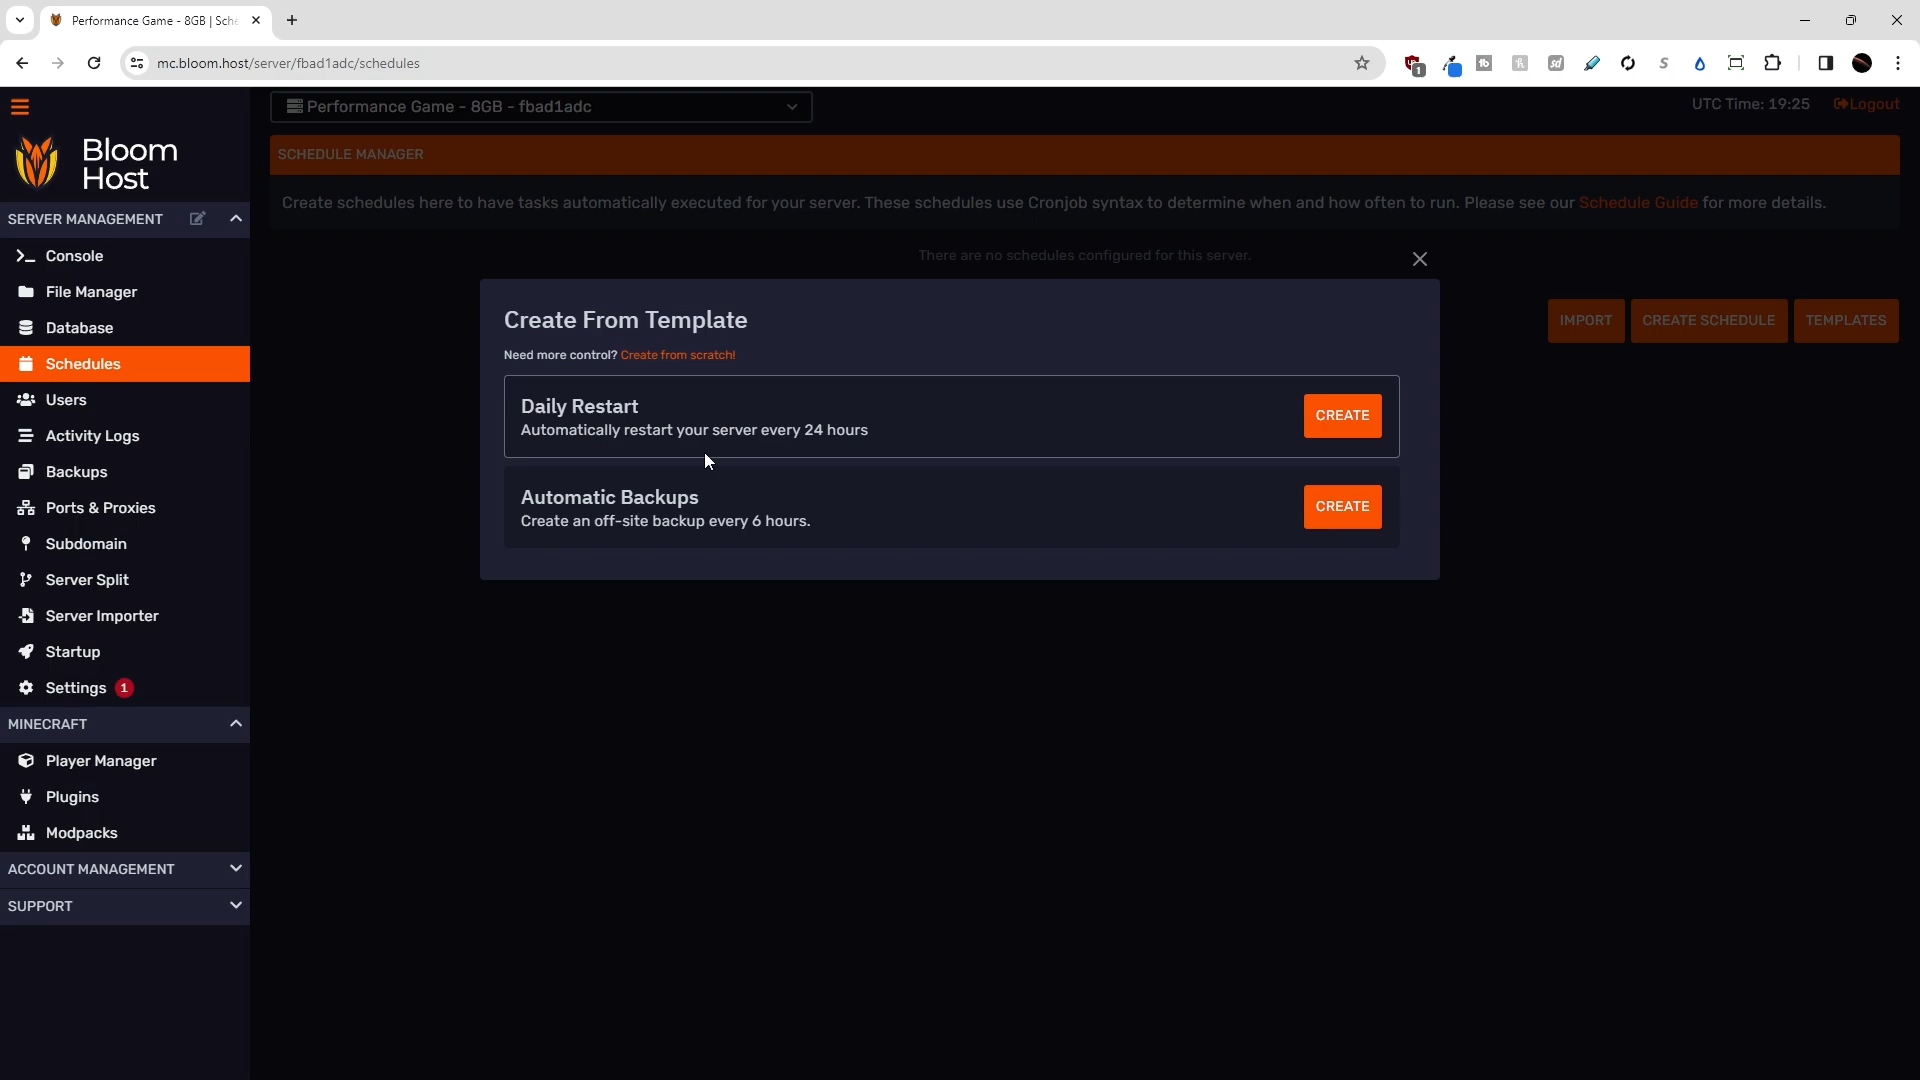 Performance Game - 8GB | Sche
mc.bloom.host/server/fbad1adc/schedules
1
Performance Game - 8GB - fbad1adc
UTC Time: 19:25
Logout
Bloom
Host
SCHEDULE MANAGER
Create schedules here to have tasks automatically executed for your server. These schedules use Cronjob syntax to determine when and how often to run. Please see our Schedule Guide for more details.
There are no schedules configured for this server.
IMPORT
CREATE SCHEDULE
TEMPLATES
SERVER MANAGEMENT
Console
File Manager
Database
Schedules
Users
Activity Logs
Backups
Ports & Proxies
Subdomain
Server Split
Server Importer
Startup
Settings 1
MINECRAFT
Player Manager
Plugins
Modpacks
ACCOUNT MANAGEMENT
SUPPORT
Create From Template
Need more control? Create from scratch!
Daily Restart
Automatically restart your server every 24 hours
CREATE
Automatic Backups
Create an off-site backup every 6 hours.
CREATE